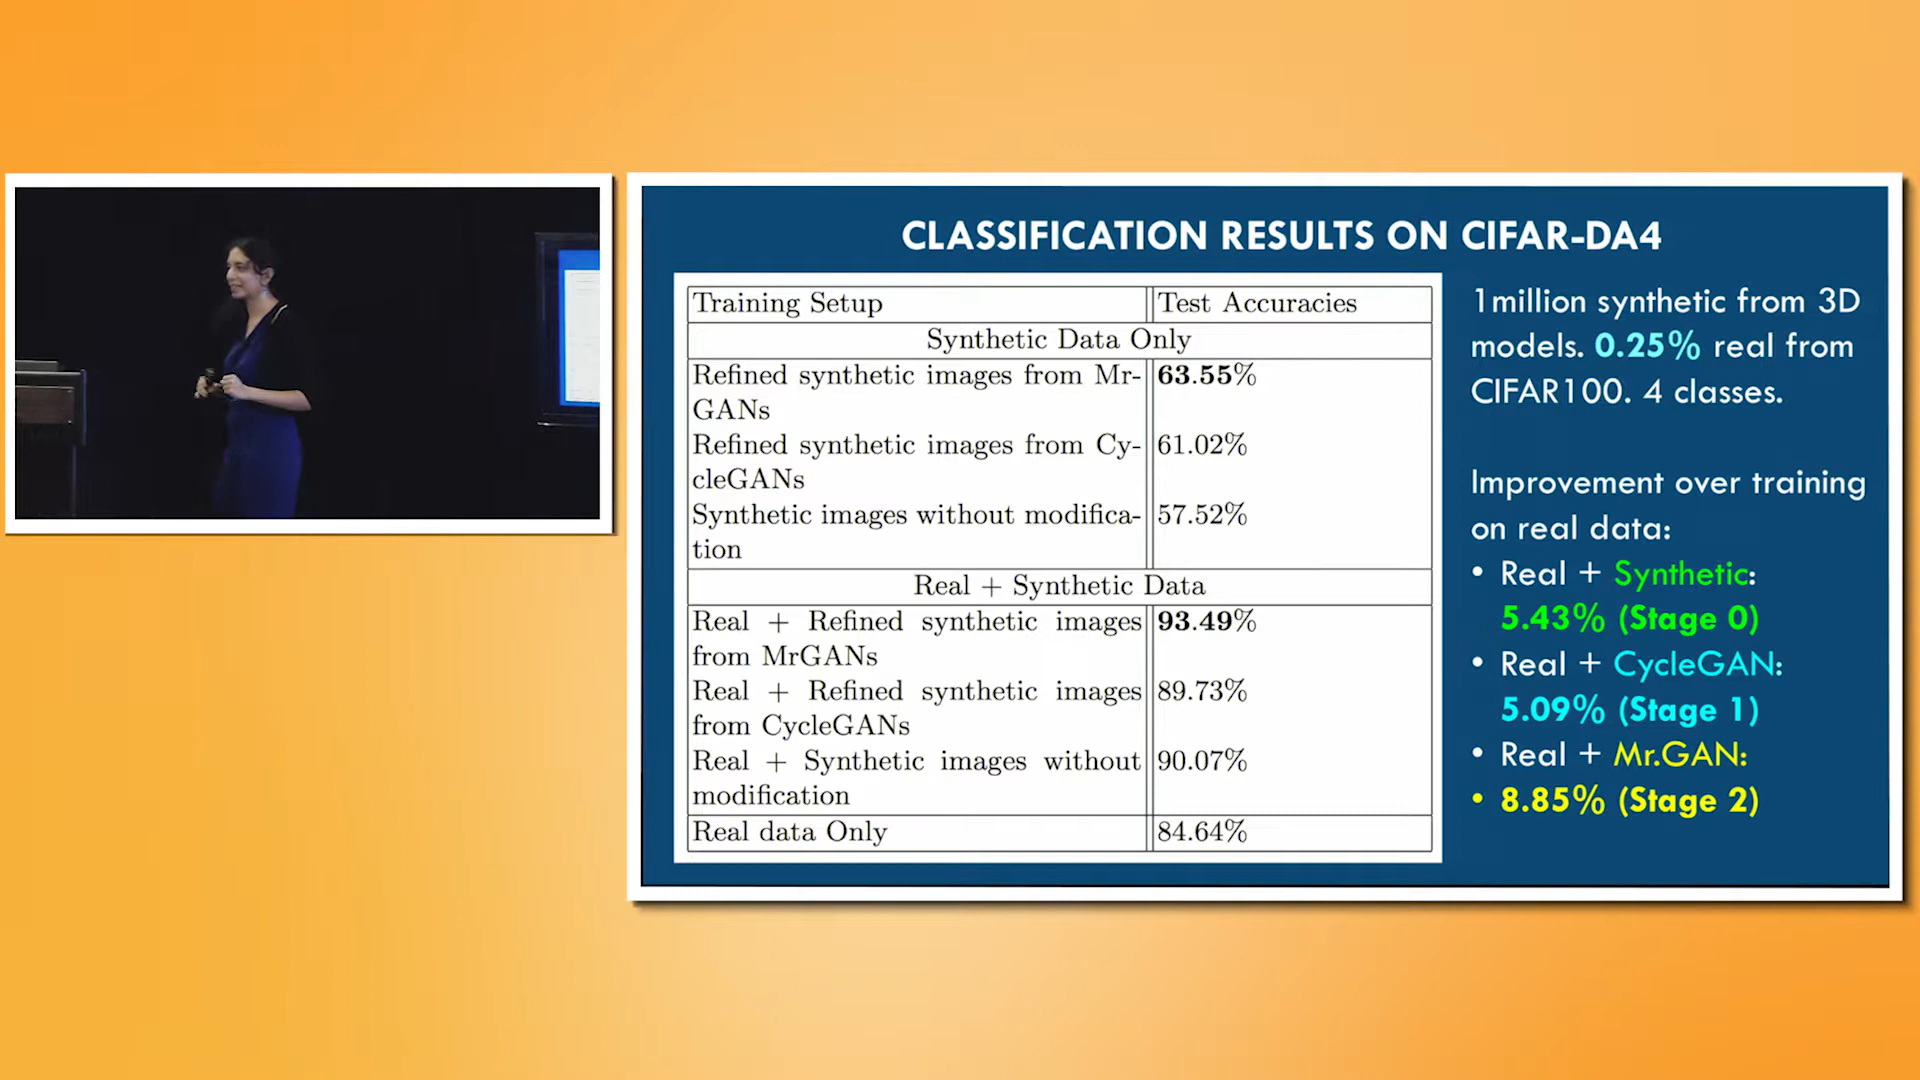 CLASSIFICATION RESULTS ON CIFAR-DA4
Training Setup Test Accuracies
Synthetic Data Only
Refined synthetic images from Mr- 63.55%
GANs
Refined synthetic images from Cy- 61.02%
cleGANs
Synthetic images without modifica- 57.52%
tion
Real + Synthetic Data
Real + Refined synthetic images 93.49%
from MrGANs
Real + Refined synthetic images 89.73%
from CycleGANs
Real + Synthetic images without 90.07%
modification
Real data Only 84.64%
1million synthetic from 3D
models. 0.25% real from
CIFAR100. 4 classes.
Improvement over training
on real data:
• Real + Synthetic:
5.43% (Stage 0)
• Real + CycleGAN:
5.09% (Stage 1)
• Real + Mr.GAN:
• 8.85% (Stage 2)